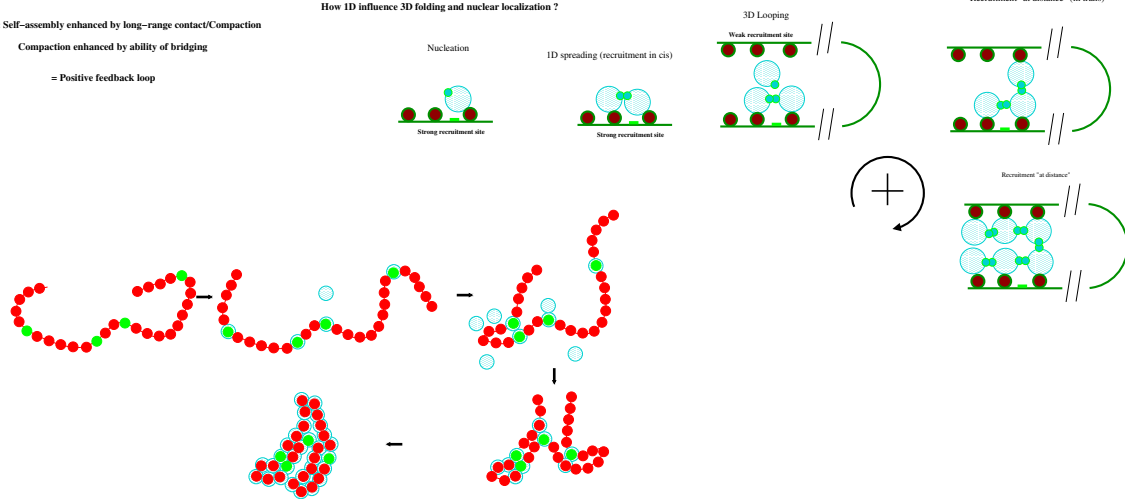 How 1D influence 3D folding and nuclear localization ?
Self-assembly enhanced by long-range contact/Compaction
Compaction enhanced by ability of bridging
= Positive feedback loop
Nucleation
Strong recruitment site
1D spreading (recruitment in cis)
Strong recruitment site
3D Looping
Weak recruitment site
Recruitment "at distance"